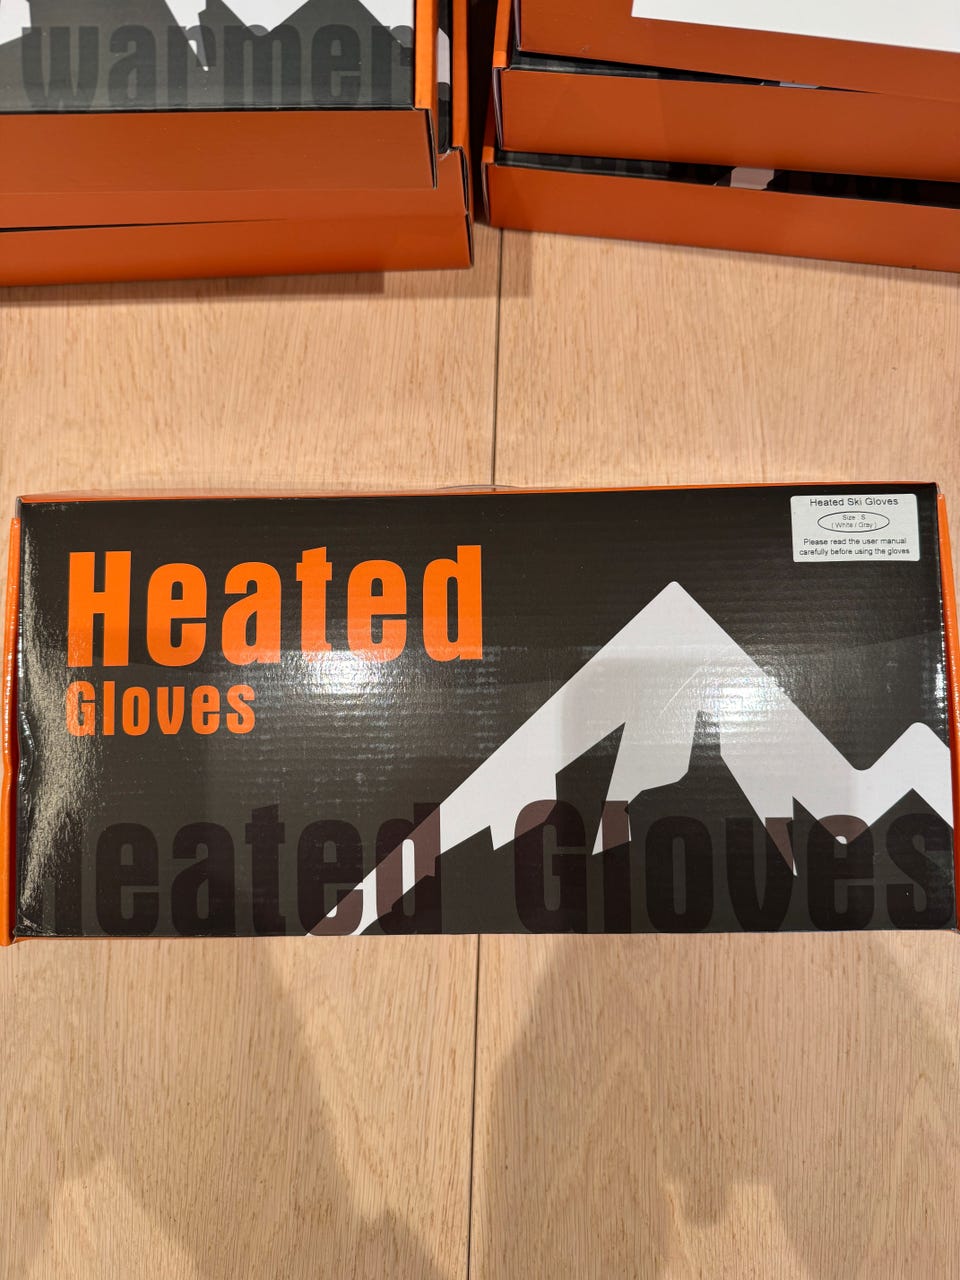 warmer
Heated
Gloves
Heated Ski Gloves
Size : S
( White / Gray )
Please read the user manual
carefully before using the gloves
Heated Gloves